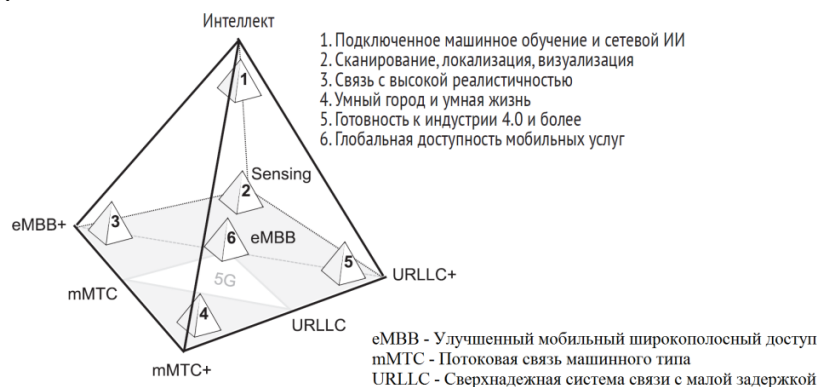 Интеллект
1. Подключенное машинное обучение и сетевой ИИ
2. Сканирование, локализация, визуализация
3. Связь с высокой реалистичностью
4. Умный город и умная жизнь
5. Готовность к индустрии 4.0 и более
6. Глобальная доступность мобильных услуг
1
Sensing
2
eMBB+
3
6
eMBB
5
URLLC+
5G
mMTC
4
URLLC
mMTC+
eMBB - Улучшенный мобильный широкополосный доступ
mMTC - Потоковая связь машинного типа
URLLC - Сверхнадежная система связи с малой задержкой